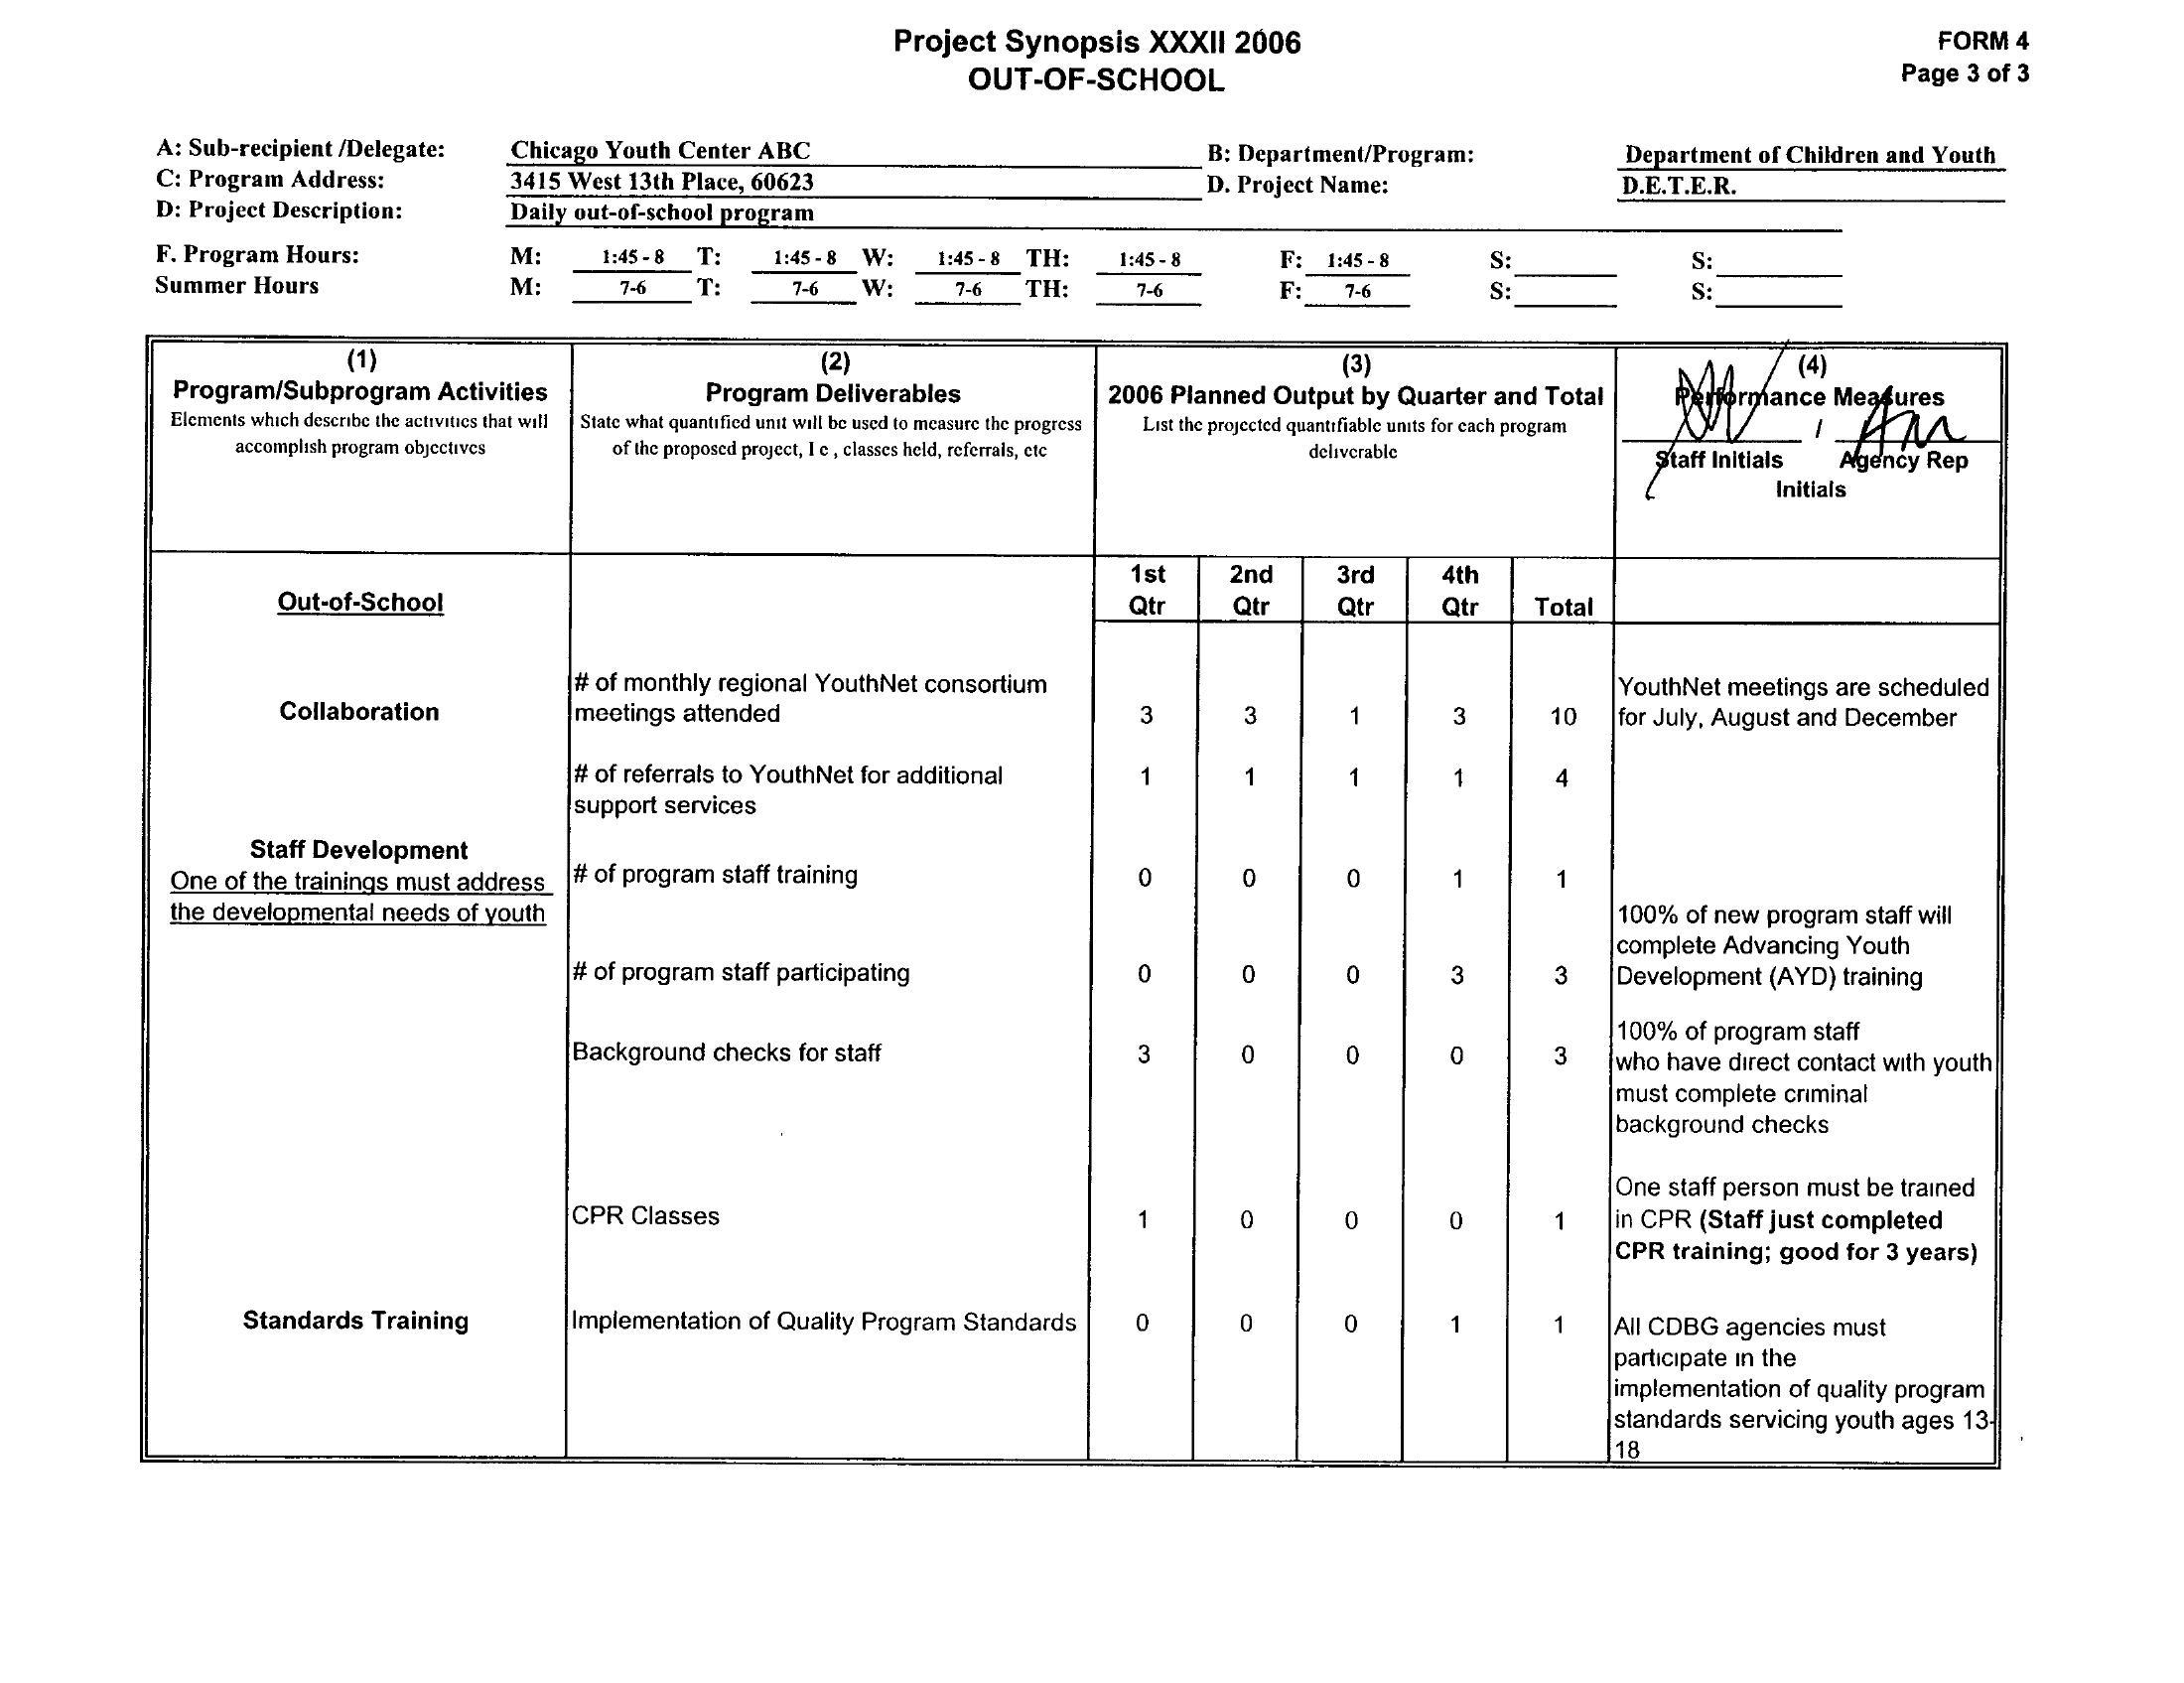 Project Synopsis XXXII 2006
OUT-OF-SCHOOL
FORM 4
Page 3 of 3
A: Sub-recipient /Delegate: Chicago Youth Center ABC B: Department/Program: Department of Children and Youth
C: Program Address: 3415 West 13th Place, 60623 D. Project Name: D.E.T.E.R.
D: Project Description: Daily out-of-school program
F. Program Hours: M: 1:45 - 8 T: 1:45 - 8 W: 1:45 - 8 TH: 1:45 - 8 F: 1:45 - 8 S: S:
Summer Hours M: 7-6 T: 7-6 W: 7-6 TH: 7-6 F: 7-6 S: S:
(1)
Program/Subprogram Activities
Elements which describe the activities that will
accomplish program objectives
(2)
Program Deliverables
State what quantified unit will be used to measure the progress
of the proposed project, I e , classes held, referrals, etc
(3)
2006 Planned Output by Quarter and Total
List the projected quantifiable units for each program
deliverable
(4)
Performance Measures
/
Staff Initials Agency Rep
Initials
Out-of-School
1st Qtr 2nd Qtr 3rd Qtr 4th Qtr Total
Collaboration
# of monthly regional YouthNet consortium
meetings attended 3 3 1 3 10
YouthNet meetings are scheduled
for July, August and December
# of referrals to YouthNet for additional 1 1 1 1 4
support services
Staff Development
One of the trainings must address
the developmental needs of youth
# of program staff training 0 0 0 1 1
# of program staff participating 0 0 0 3 3
100% of new program staff will
complete Advancing Youth
Development (AYD) training
Background checks for staff 3 0 0 0 3
100% of program staff
who have direct contact with youth
must complete criminal
background checks
CPR Classes 1 0 0 0 1
One staff person must be trained
in CPR (Staff just completed
CPR training; good for 3 years)
Standards Training
Implementation of Quality Program Standards 0 0 0 1 1
All CDBG agencies must
participate in the
implementation of quality program
standards servicing youth ages 13-
18